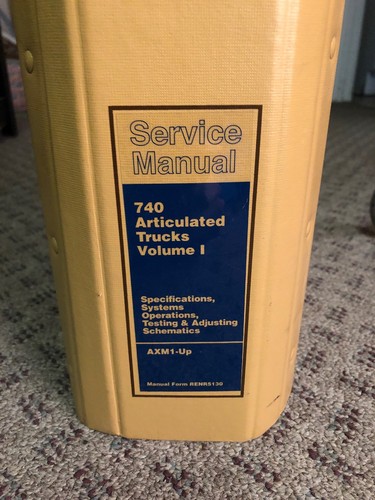 Service
Manual
740
Articulated
Trucks
Volume I
Specifications,
Systems
Operations,
Testing & Adjusting
Schematics
AXM1-Up
Manual Form RENR5130